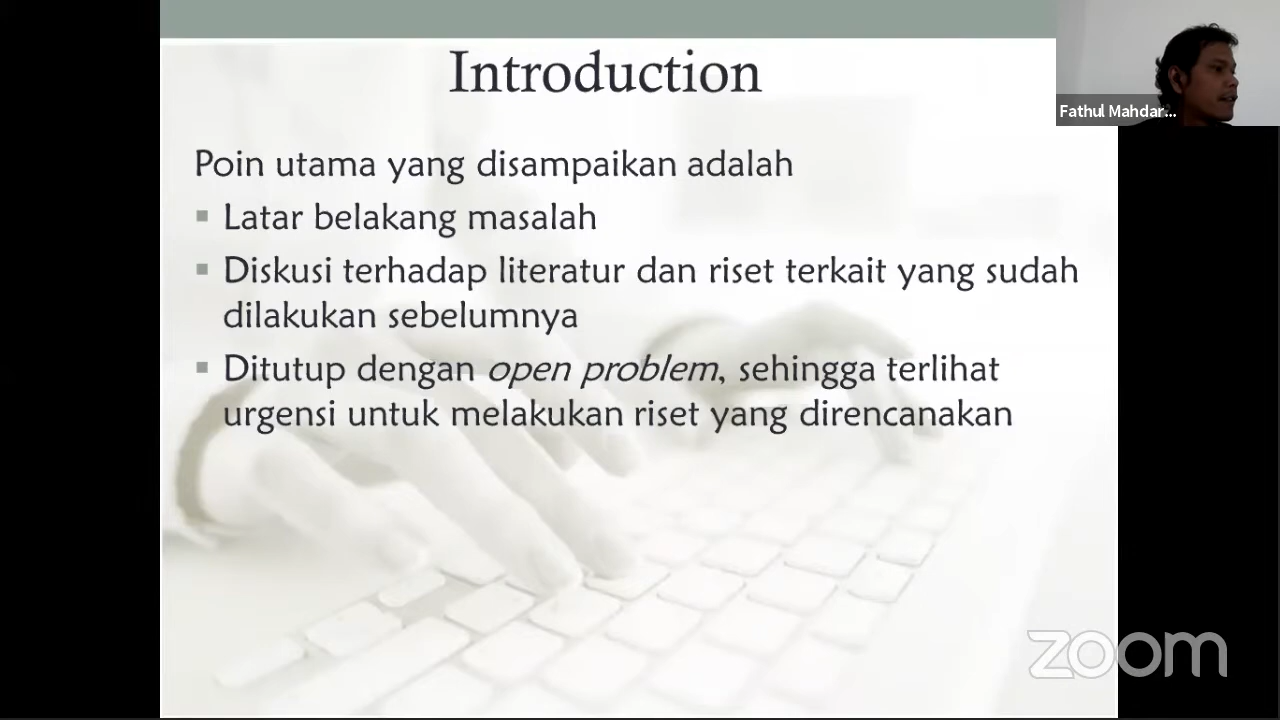 Introduction
Fathul Mahdar...
Poin utama yang disampaikan adalah
▪ Latar belakang masalah
▪ Diskusi terhadap literatur dan riset terkait yang sudah
dilakukan sebelumnya
▪ Ditutup dengan open problem, sehingga terlihat
urgensi untuk melakukan riset yang direncanakan
zoom